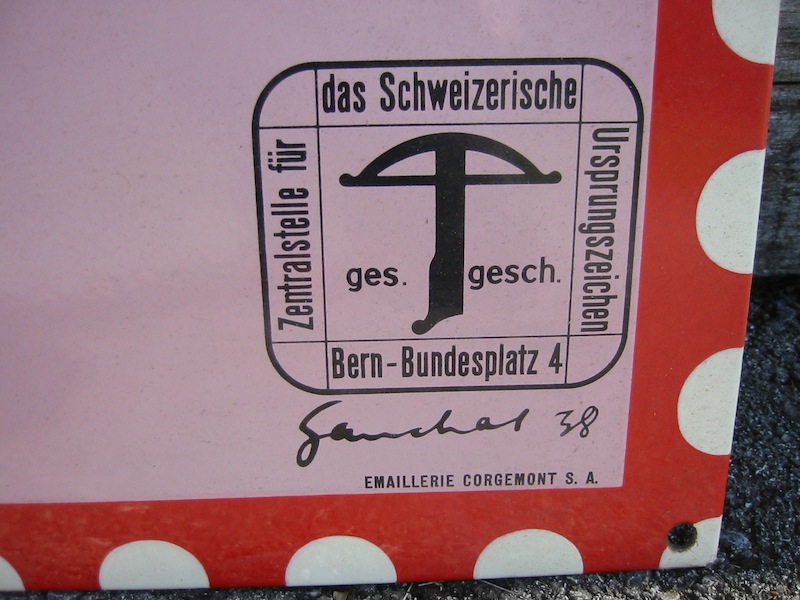 Zentralstelle für
das Schweizerische
Ursprungszeichen
ges. gesch.
Bern-Bundesplatz 4
Gauchat 38
EMAILLERIE CORGEMONT S. A.